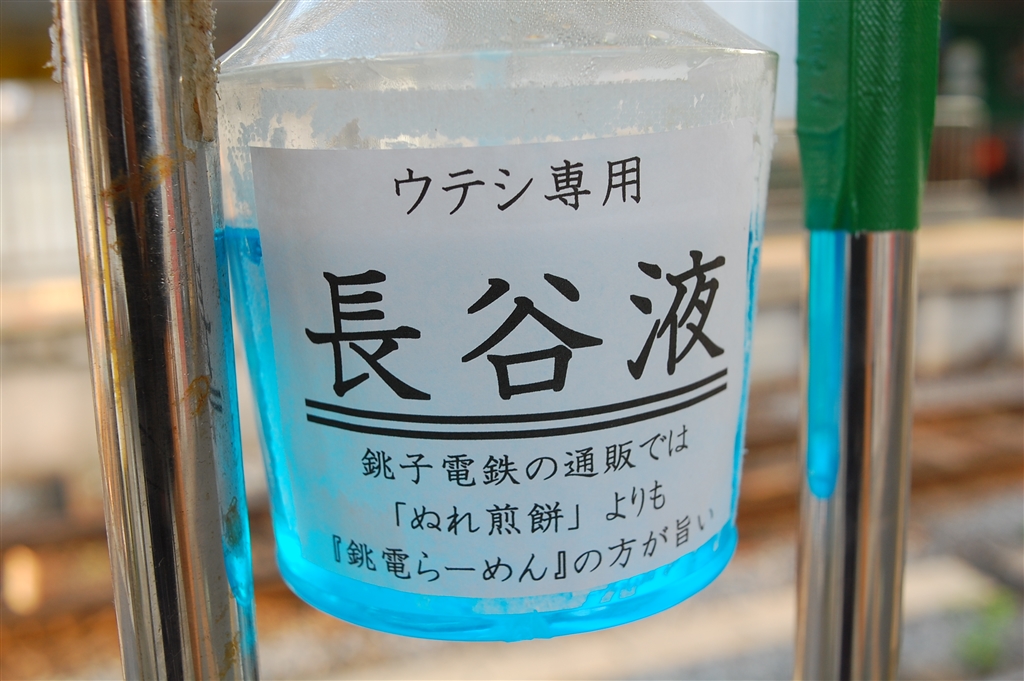 ウテシ専用
長谷液
銚子電鉄の通販では
「ぬれ煎餅」よりも
『銚電らーめん』の方が旨い